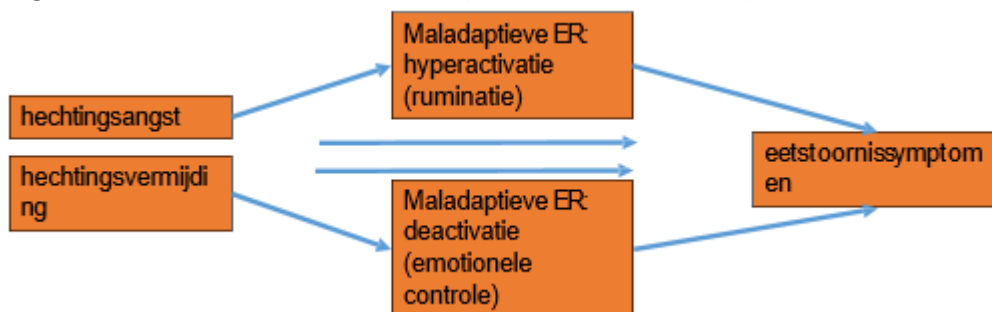 Maladaptieve ER:
hyperactivatie
(ruminatie)
hechtingsangst
hechtingsvermijdi
ng
eetstoornissymptom
en
Maladaptieve ER:
deactivatie
(emotionele
controle)